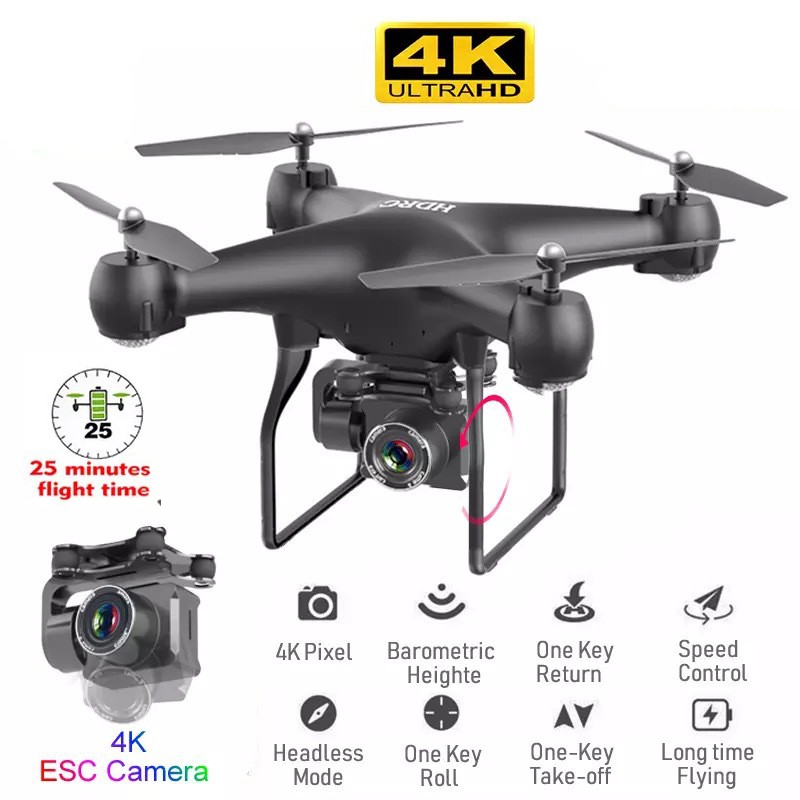 4K
ULTRAHD
HDRC
25
25 minutes
flight time
4K
ESC Camera
4K Pixel
Barometric
Heighte
One Key
Return
Speed
Control
Headless
Mode
One Key
Roll
One-Key
Take-off
Long time
Flying